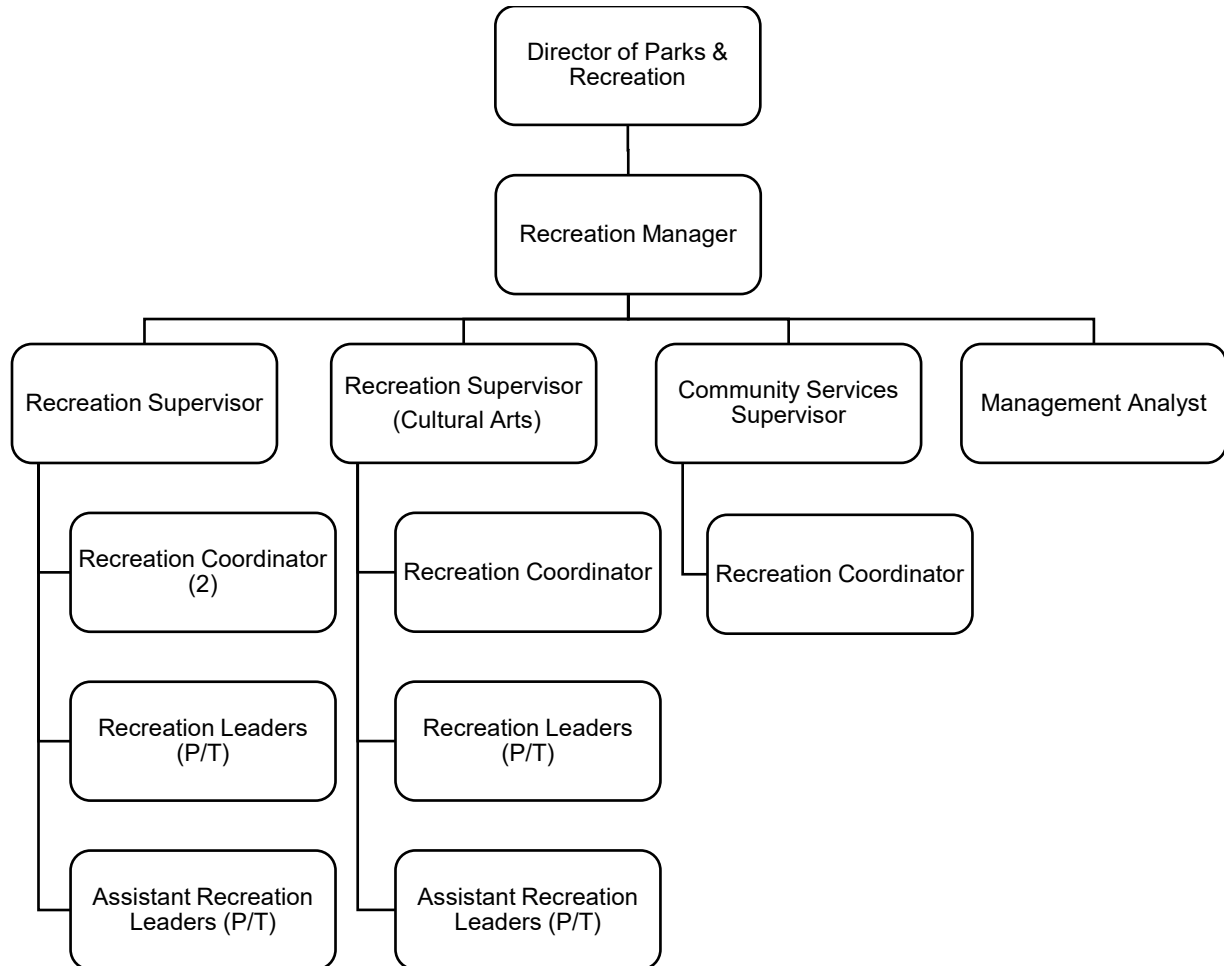 Director of Parks &
Recreation
Recreation Manager
Recreation Supervisor
Recreation Supervisor
(Cultural Arts)
Community Services
Supervisor
Management Analyst
Recreation Coordinator
(2)
Recreation Coordinator
Recreation Coordinator
Recreation Leaders
(P/T)
Recreation Leaders
(P/T)
Assistant Recreation
Leaders (P/T)
Assistant Recreation
Leaders (P/T)